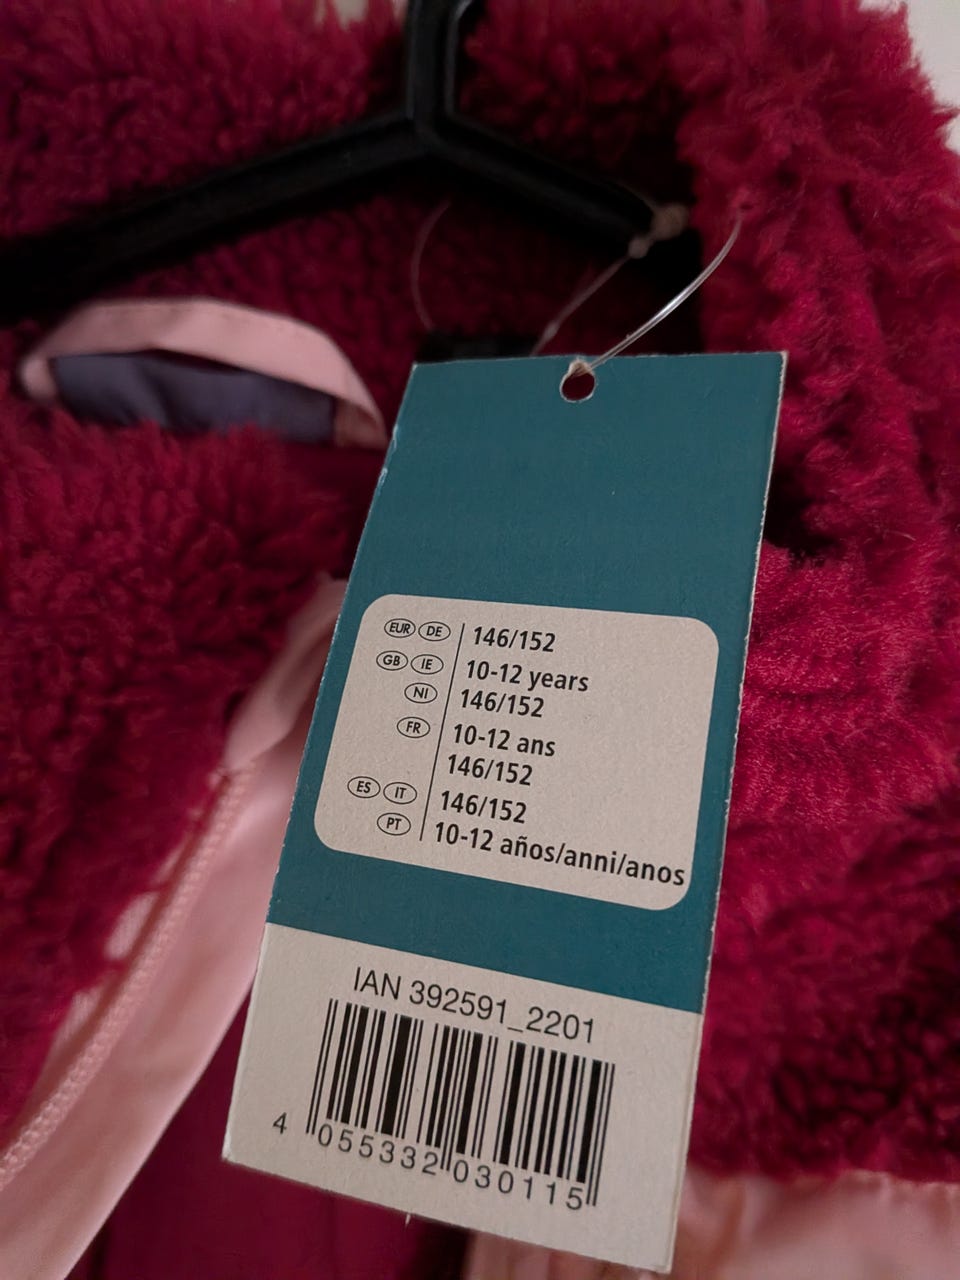 EUR DE 146/152
GB IE 10-12 years
NI 146/152
FR 10-12 ans
146/152
ES IT 146/152
PT 10-12 años/anni/anos
IAN 392591_2201
4 055332 030115